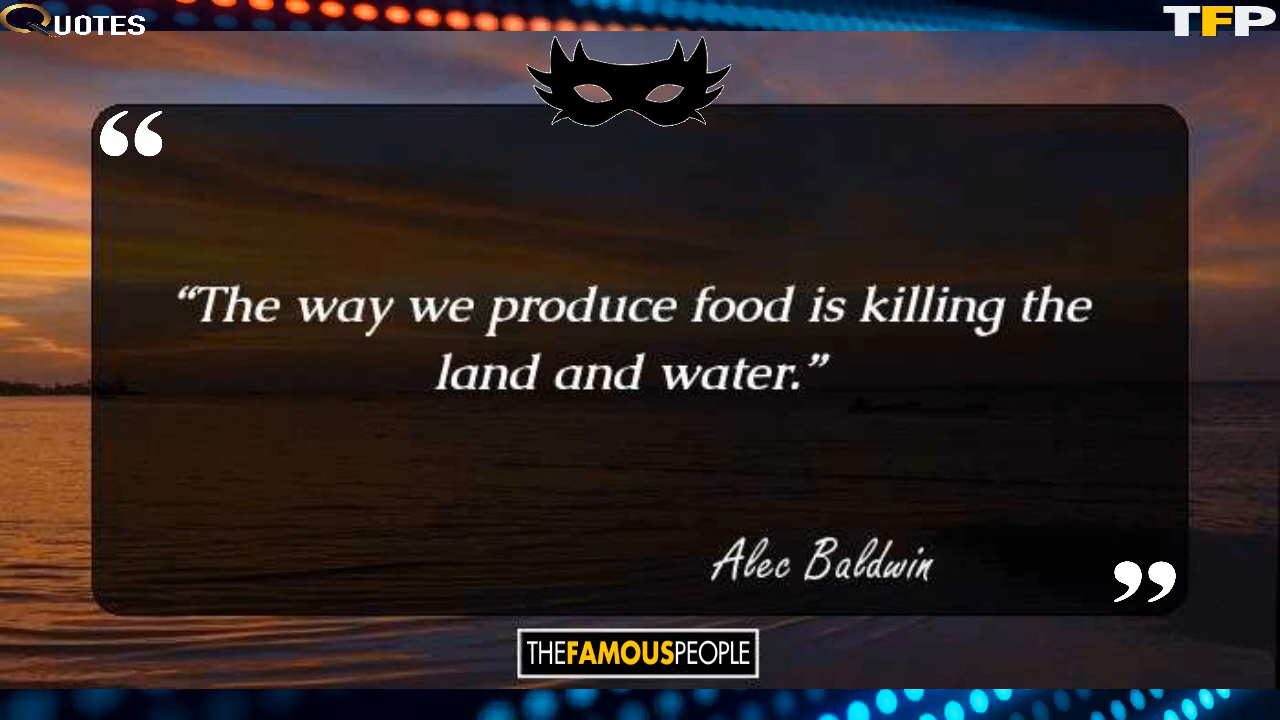 QUOTES
TFP
“
“The way we produce food is killing the
land and water.”
Alec Baldwin
”
THEFAMOUSPEOPLE